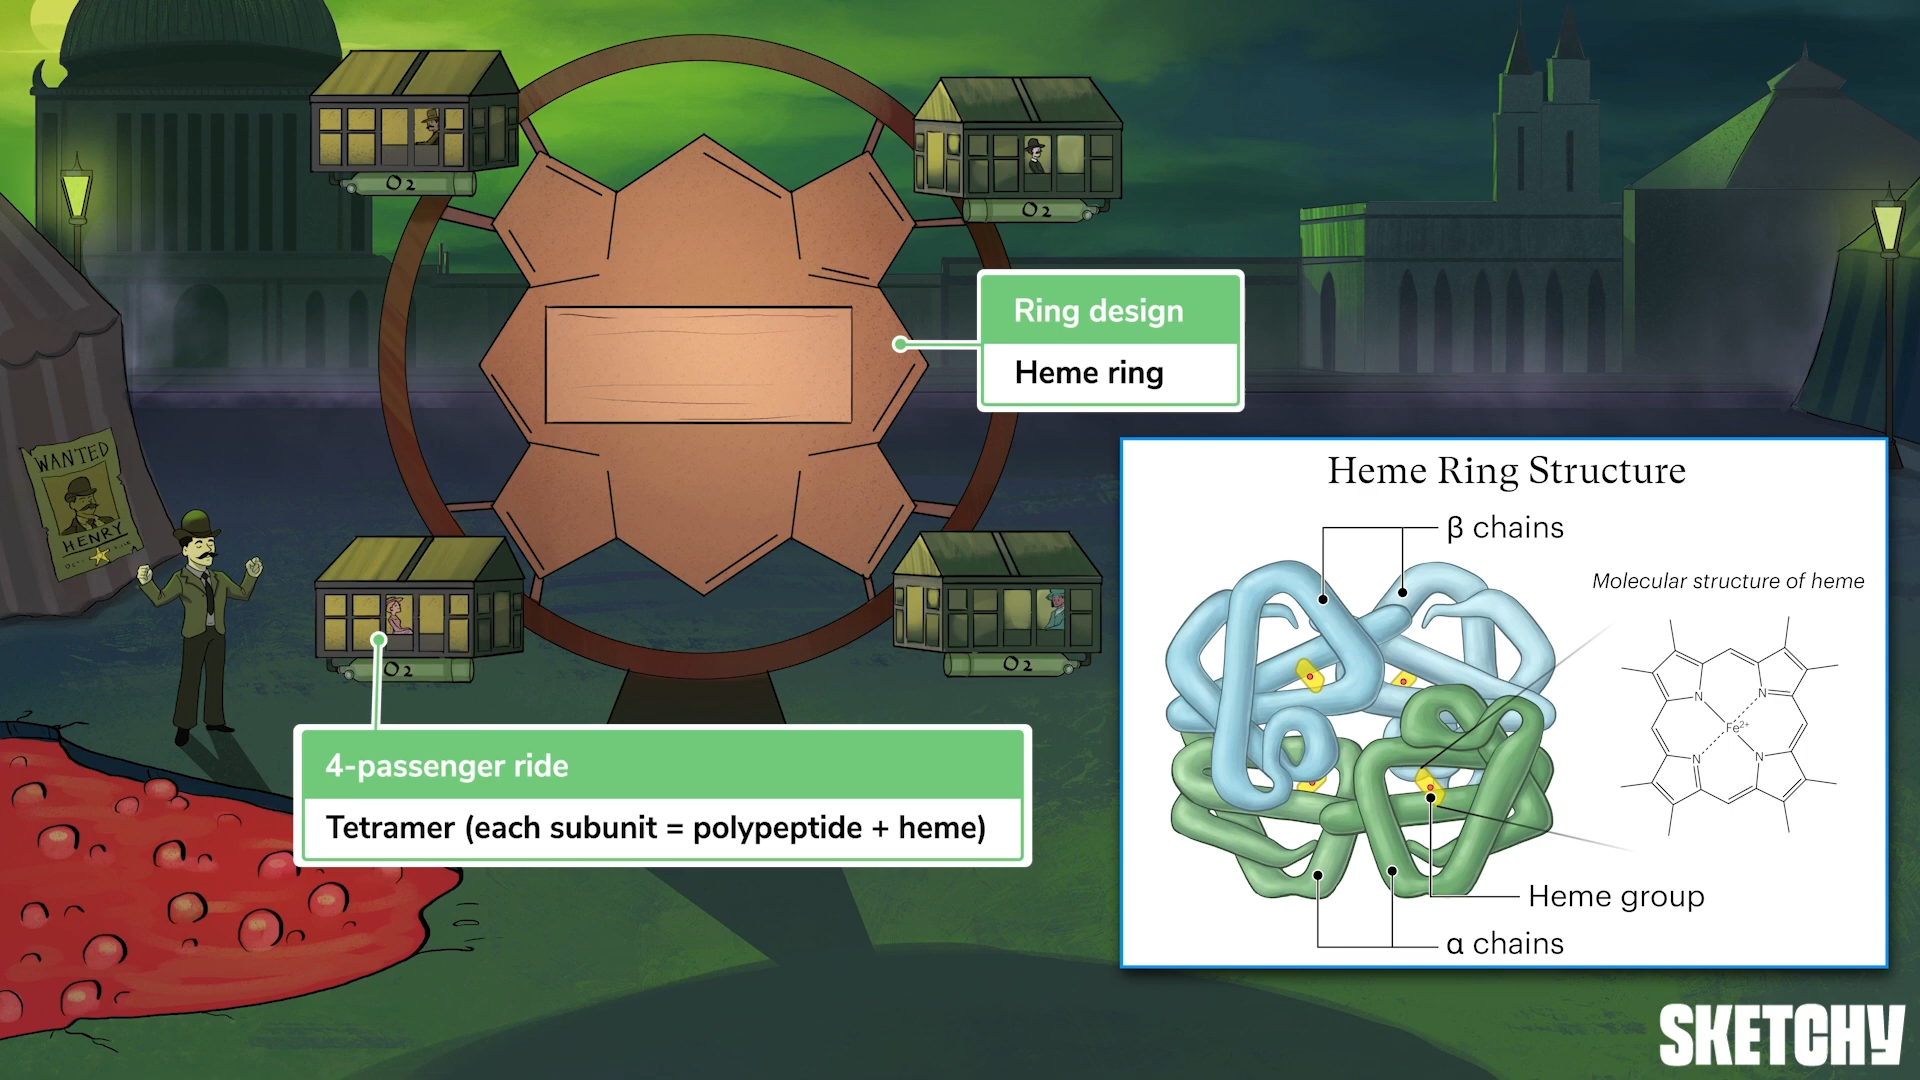 O2
O2
Ring design
Heme ring
WANTED
HENRY
O2
O2
4-passenger ride
Tetramer (each subunit = polypeptide + heme)
Heme Ring Structure
β chains
Molecular structure of heme
N
N
Fe2+
N
N
Heme group
α chains
SKETCHY